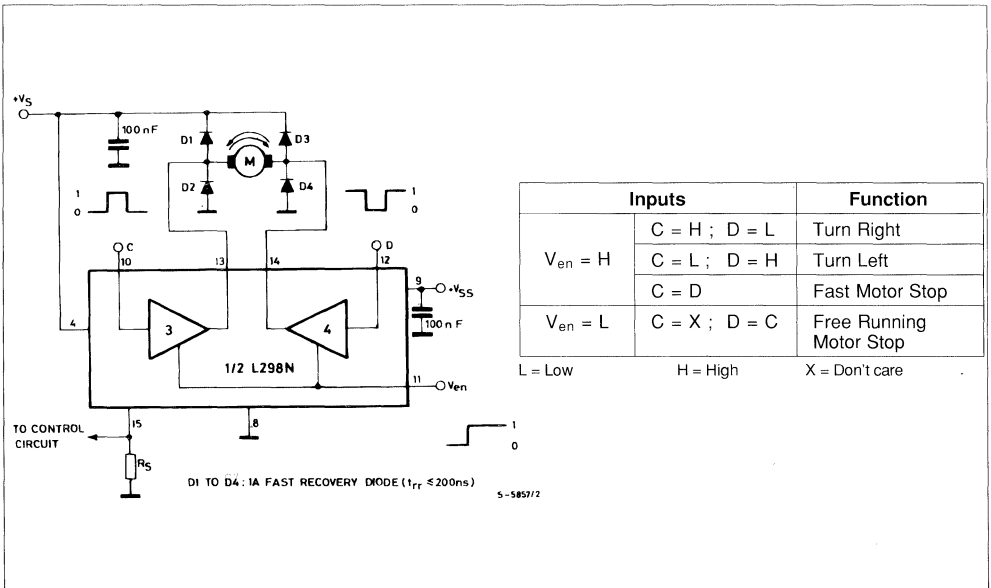 +VS
100 nF
D1
D3
M
D2
D4
1
0
1
0
C
D
10
13
14
12
9
+VSS
4
3
4
100 nF
1/2 L298N
11
Ven
15
8
TO CONTROL
CIRCUIT
RS
1
0
D1 TO D4 : 1A FAST RECOVERY DIODE (trr ≤ 200ns)
S-5857/2
Inputs Function
Ven = H C = H ; D = L Turn Right
C = L ; D = H Turn Left
C = D Fast Motor Stop
Ven = L C = X ; D = C Free Running
Motor Stop
L = Low H = High X = Don't care